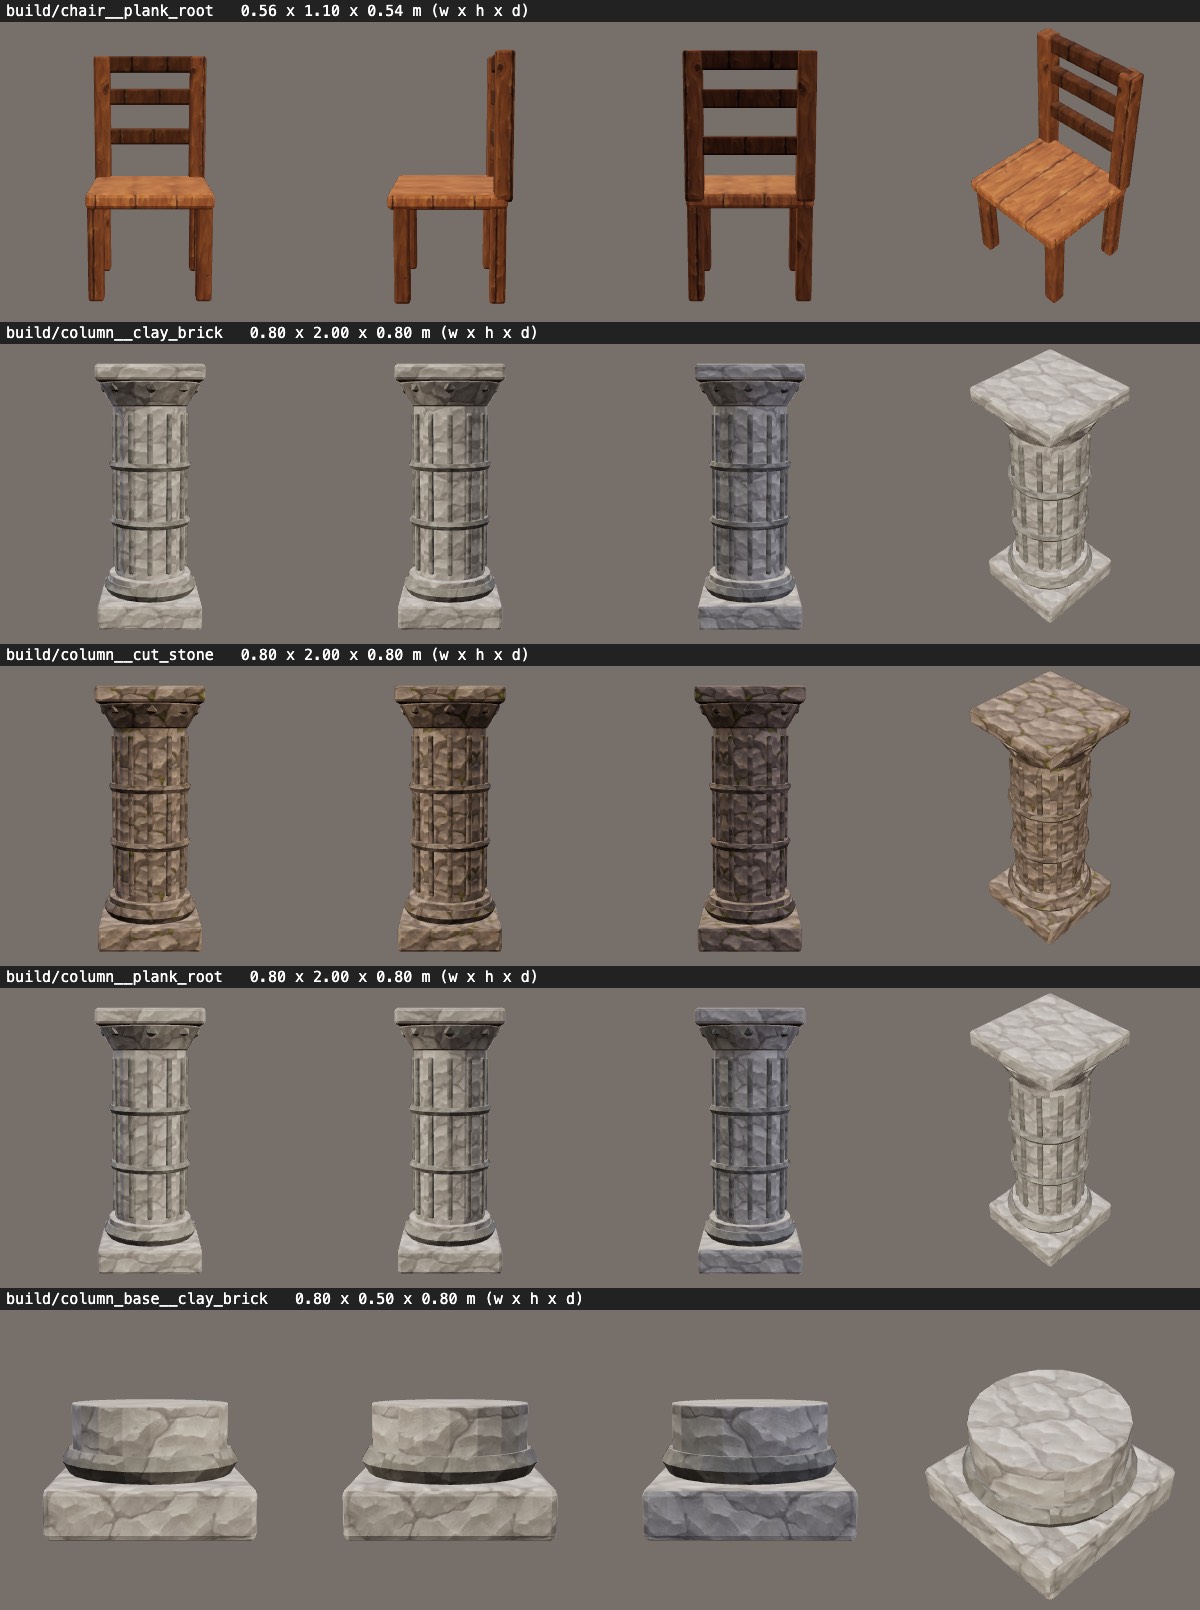 build/chair__plank_root   0.56 x 1.10 x 0.54 m (w x h x d)
build/column__clay_brick   0.80 x 2.00 x 0.80 m (w x h x d)
build/column__cut_stone   0.80 x 2.00 x 0.80 m (w x h x d)
build/column__plank_root   0.80 x 2.00 x 0.80 m (w x h x d)
build/column_base__clay_brick   0.80 x 0.50 x 0.80 m (w x h x d)